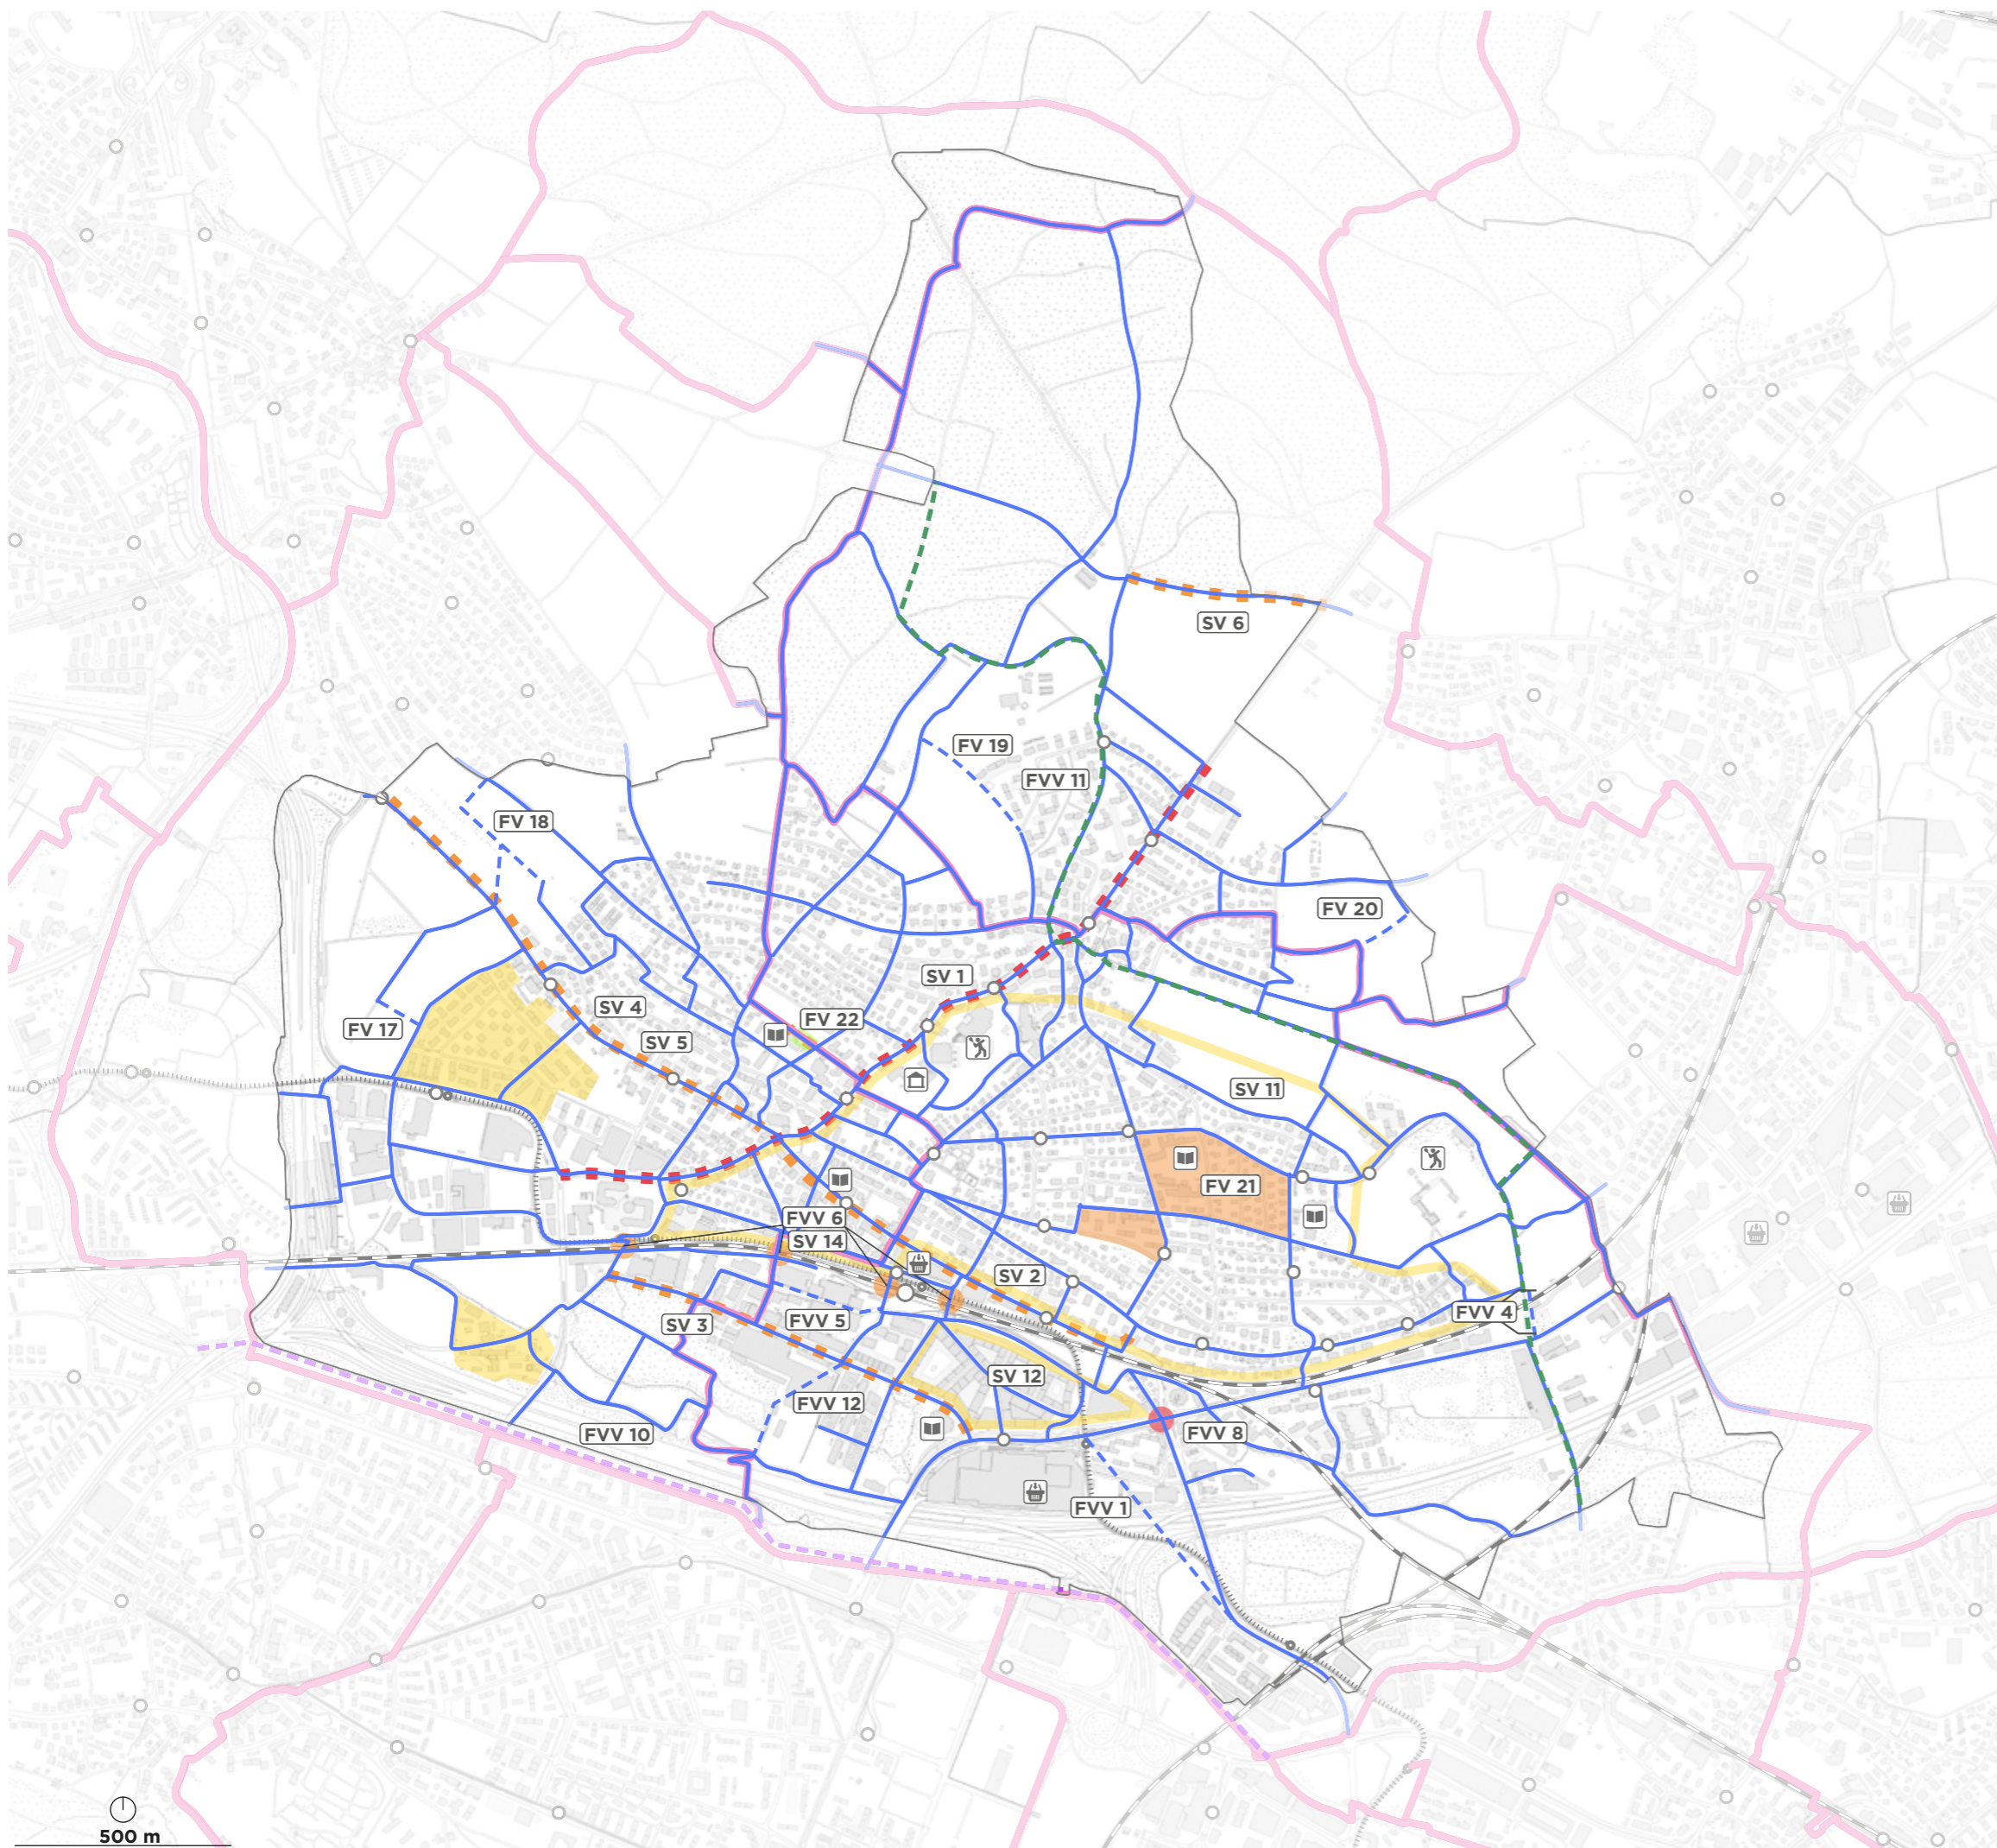 SV 6
FV 19
FVV 11
FV 18
FV 20
SV 1
SV 4
FV 22
FV 17
SV 5
SV 11
FV 21
FVV 6
SV 14
SV 2
FVV 4
FVV 5
SV 3
SV 12
FVV 12
FVV 10
FVV 8
FVV 1
500 m